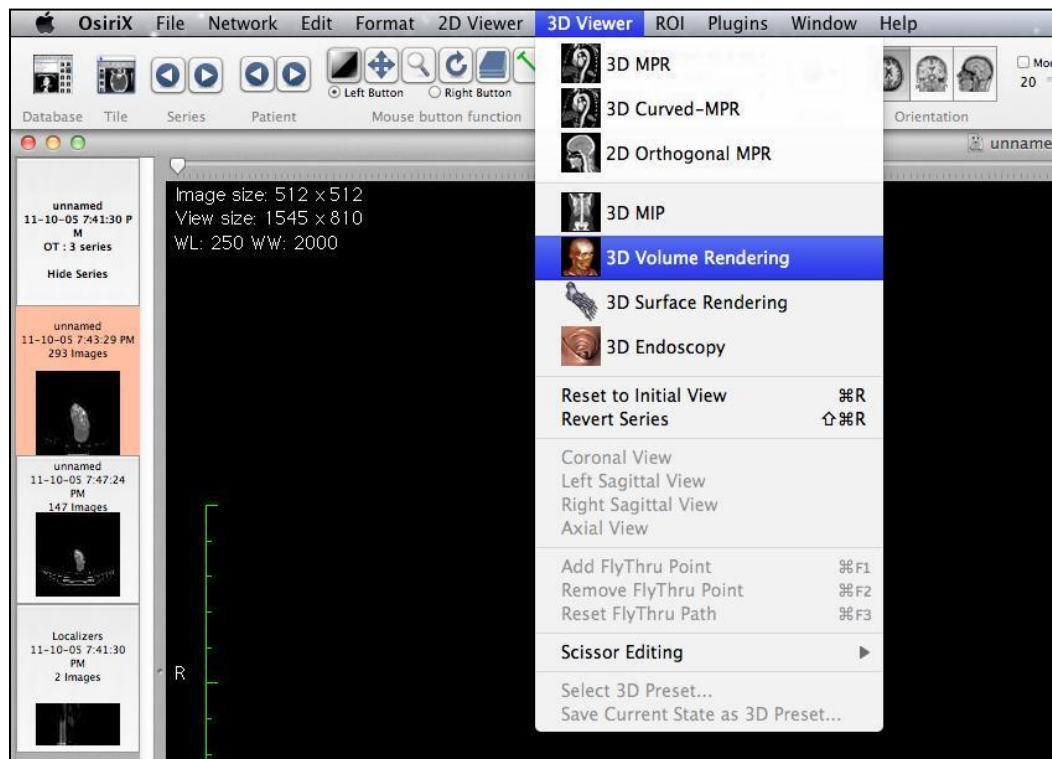 OsiriX File Network Edit Format 2D Viewer 3D Viewer ROI Plugins Window Help
Left Button Right Button
20
Database Tile Series Patient Mouse button function Orientation
unnamed
11-10-05 7:41:30 P
M
OT : 3 series
Hide Series
unnamed
11-10-05 7:43:29 PM
293 Images
unnamed
11-10-05 7:47:24
PM
147 Images
Localizers
11-10-05 7:41:30
PM
2 Images
Image size: 512 x 512
View size: 1545 x 810
WL: 250 WW: 2000
R
3D MPR
3D Curved-MPR
2D Orthogonal MPR
3D MIP
3D Volume Rendering
3D Surface Rendering
3D Endoscopy
Reset to Initial View ⌘R
Revert Series ⇧⌘R
Coronal View
Left Sagittal View
Right Sagittal View
Axial View
Add FlyThru Point ⌘F1
Remove FlyThru Point ⌘F2
Reset FlyThru Path ⌘F3
Scissor Editing
Select 3D Preset...
Save Current State as 3D Preset...